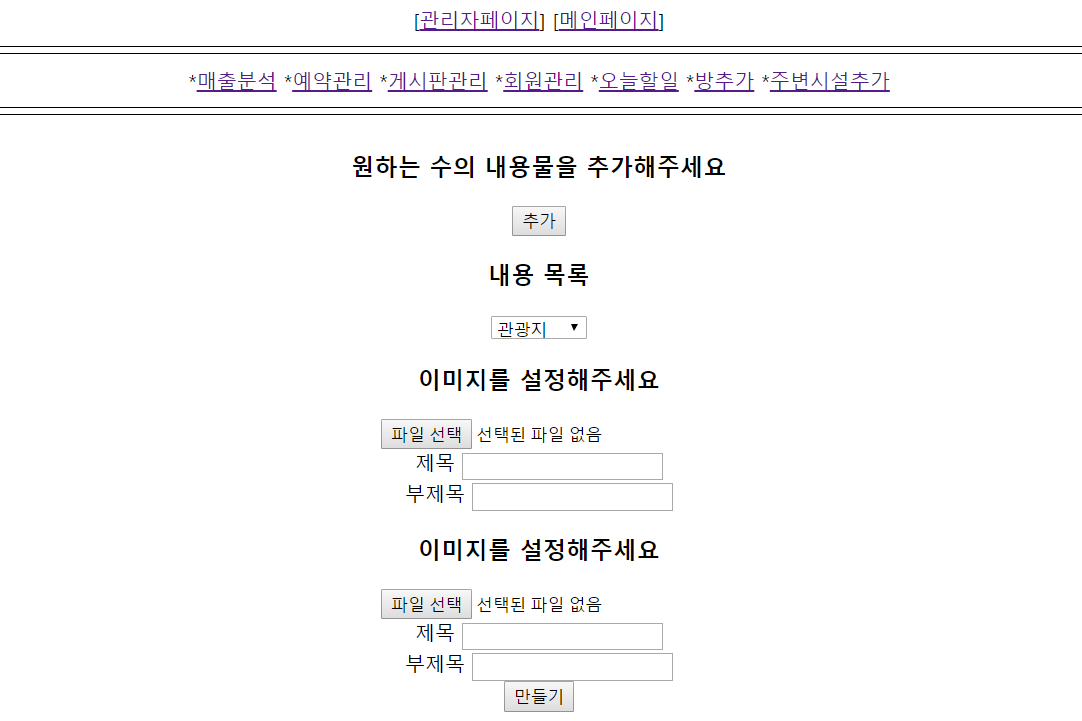 [관리자페이지] [메인페이지]
*매출분석 *예약관리 *게시판관리 *회원관리 *오늘할일 *방추가 *주변시설추가
원하는 수의 내용물을 추가해주세요
추가
내용 목록
관광지 ▼
이미지를 설정해주세요
파일 선택 선택된 파일 없음
제목
부제목
이미지를 설정해주세요
파일 선택 선택된 파일 없음
제목
부제목
만들기